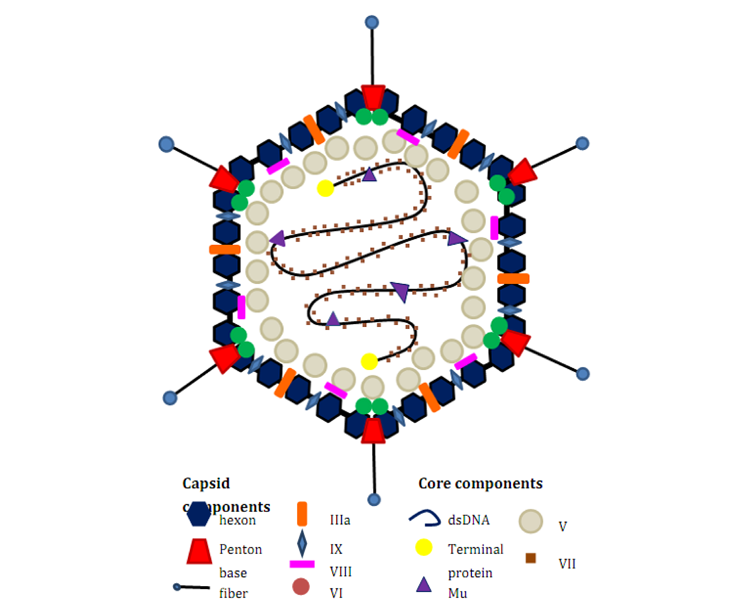 Capsid components
Core components
hexon
IIIa
dsDNA
V
Penton base
IX
Terminal protein
VII
VIII
fiber
VI
Mu